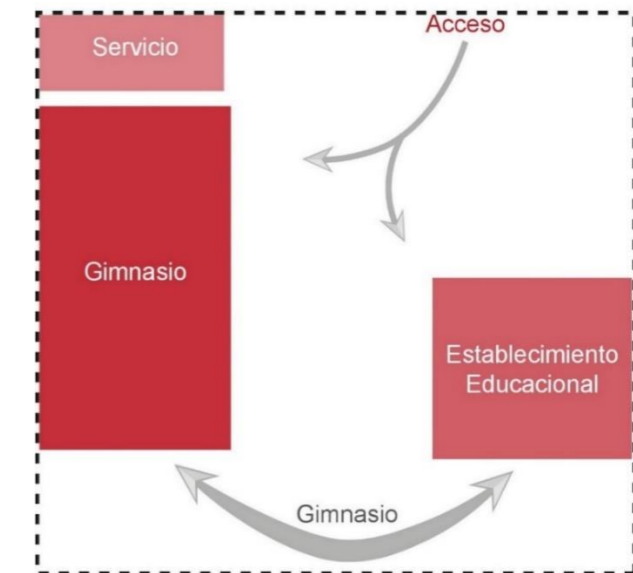 Acceso
Servicio
Gimnasio
Establecimiento
Educacional
Gimnasio